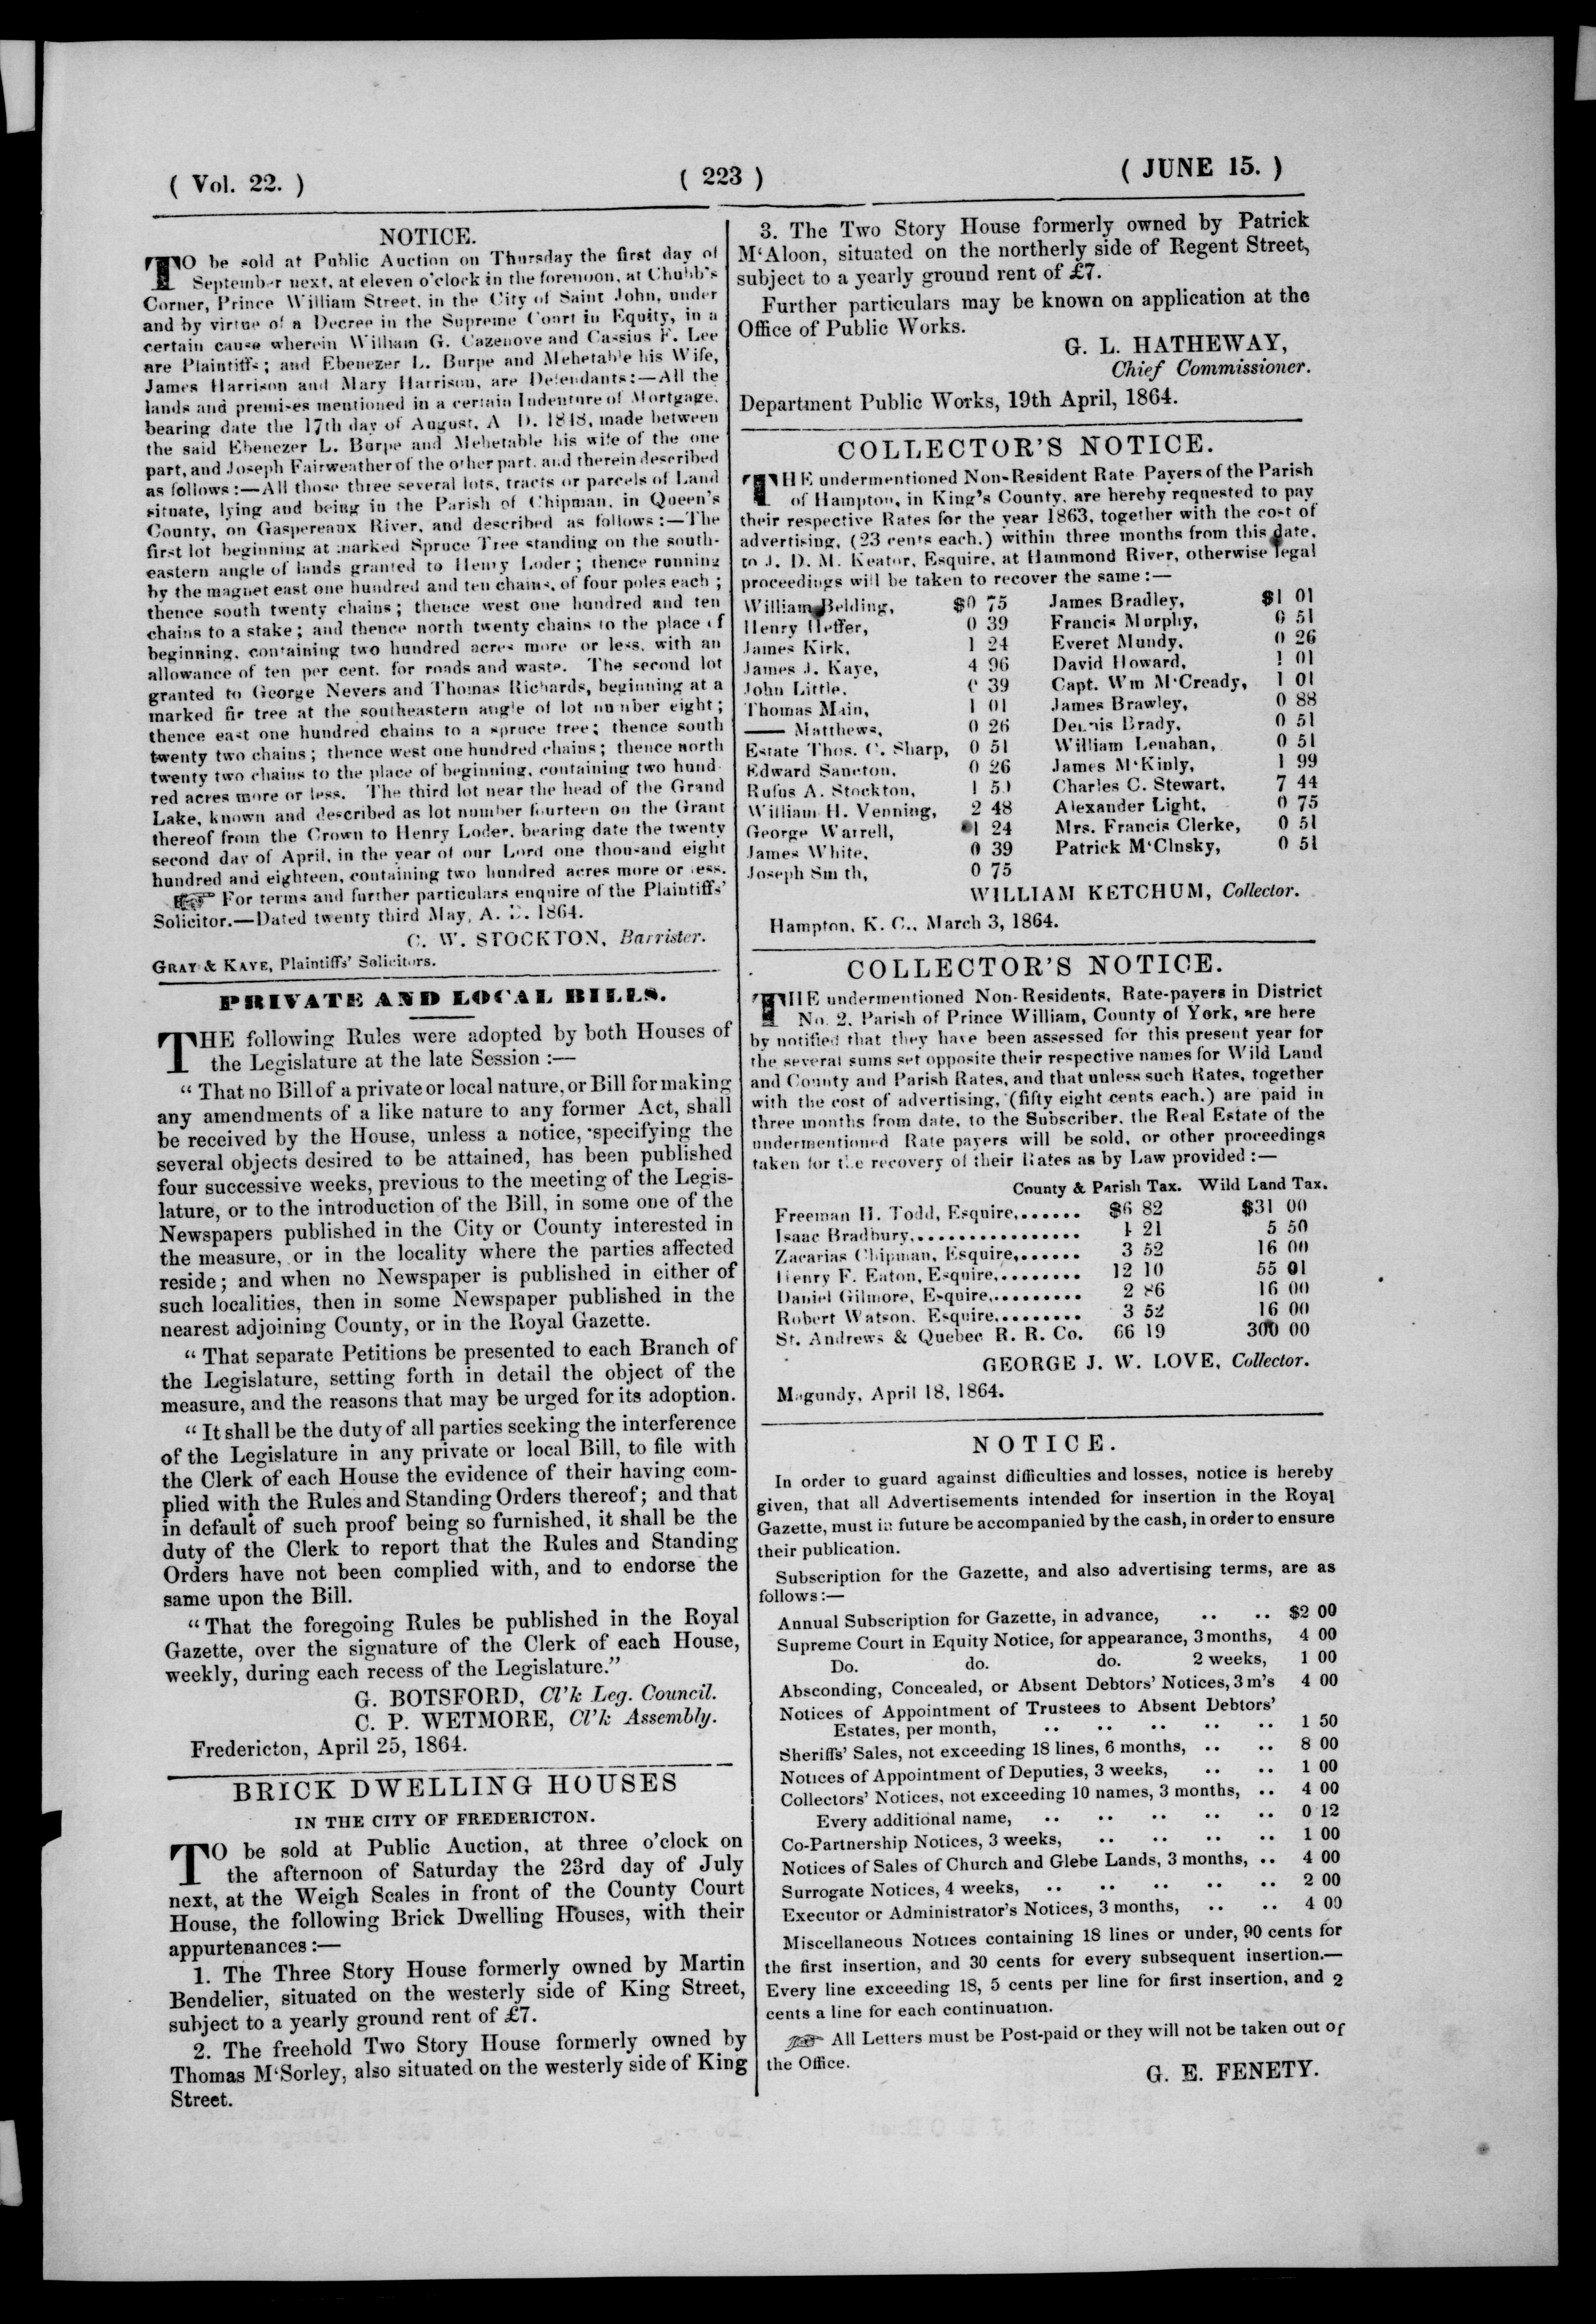 ( Vol. 22. )
( 223 )
( JUNE 15. )
NOTICE.
TO be sold at Public Auction on Thursday the first day of
September next, at eleven o'clock in the forenoon, at Chubb's
Corner, Prince William Street, in the City of Saint John, under
and by virtue of a Decree in the Supreme Court in Equity, in a
certain cause wherein William G. Cazenove and Cassius F. Lee
are Plaintiffs; and Ebenezer L. Burpe and Mehetable his Wife,
James Harrison and Mary Harrison, are Defendants:—All the
lands and premises mentioned in a certain Indenture of Mortgage,
bearing date the 17th day of August, A D. 1848, made between
the said Ebenezer L. Burpe and Mehetable his wife of the one
part, and Joseph Fairweather of the other part, and therein described
as follows:—All those three several lots, tracts or parcels of Land
situate, lying and being in the Parish of Chipman, in Queen's
County, on Gaspereaux River, and described as follows:—The
first lot beginning at marked Spruce Tree standing on the south-
eastern angle of lands granted to Henry Loder; thence running
by the magnet east one hundred and ten chains, of four poles each;
thence south twenty chains; thence west one hundred and ten
chains to a stake; and thence north twenty chains to the place of
beginning, containing two hundred acres more or less, with an
allowance of ten per cent. for roads and waste. The second lot
granted to George Nevers and Thomas Richards, beginning at a
marked fir tree at the southeastern angle of lot number eight;
thence east one hundred chains to a spruce tree; thence south
twenty two chains; thence west one hundred chains; thence north
twenty two chains to the place of beginning, containing two hund-
red acres more or less. The third lot near the head of the Grand
Lake, known and described as lot number fourteen on the Grant
thereof from the Crown to Henry Loder, bearing date the twenty
second day of April, in the year of our Lord one thousand eight
hundred and eighteen, containing two hundred acres more or less.
☞ For terms and further particulars enquire of the Plaintiffs'
Solicitor.—Dated twenty third May, A. D. 1864.
C. W. STOCKTON, Barrister.
GRAY & KAYE, Plaintiffs' Solicitors.
PRIVATE AND LOCAL BILLS.
THE following Rules were adopted by both Houses of
the Legislature at the late Session :—
"That no Bill of a private or local nature, or Bill for making
any amendments of a like nature to any former Act, shall
be received by the House, unless a notice, specifying the
several objects desired to be attained, has been published
four successive weeks, previous to the meeting of the Legis-
lature, or to the introduction of the Bill, in some one of the
Newspapers published in the City or County interested in
the measure, or in the locality where the parties affected
reside; and when no Newspaper is published in either of
such localities, then in some Newspaper published in the
nearest adjoining County, or in the Royal Gazette.
"That separate Petitions be presented to each Branch of
the Legislature, setting forth in detail the object of the
measure, and the reasons that may be urged for its adoption.
"It shall be the duty of all parties seeking the interference
of the Legislature in any private or local Bill, to file with
the Clerk of each House the evidence of their having com-
plied with the Rules and Standing Orders thereof; and that
in default of such proof being so furnished, it shall be the
duty of the Clerk to report that the Rules and Standing
Orders have not been complied with, and to endorse the
same upon the Bill.
"That the foregoing Rules be published in the Royal
Gazette, over the signature of the Clerk of each House,
weekly, during each recess of the Legislature."
G. BOTSFORD, Cl'k Leg. Council.
C. P. WETMORE, Cl'k Assembly.
Fredericton, April 25, 1864.
BRICK DWELLING HOUSES
IN THE CITY OF FREDERICTON.
TO be sold at Public Auction, at three o'clock on
the afternoon of Saturday the 23rd day of July
next, at the Weigh Scales in front of the County Court
House, the following Brick Dwelling Houses, with their
appurtenances:—
1. The Three Story House formerly owned by Martin
Bendelier, situated on the westerly side of King Street,
subject to a yearly ground rent of £7.
2. The freehold Two Story House formerly owned by
Thomas M'Sorley, also situated on the westerly side of King
Street.
3. The Two Story House formerly owned by Patrick
M'Aloon, situated on the northerly side of Regent Street,
subject to a yearly ground rent of £7.
Further particulars may be known on application at the
Office of Public Works.
G. L. HATHEWAY,
Chief Commissioner.
Department Public Works, 19th April, 1864.
COLLECTOR'S NOTICE.
THE undermentioned Non-Resident Rate Payers of the Parish
of Hampton, in King's County, are hereby requested to pay
their respective Rates for the year 1863, together with the cost of
advertising, (23 cents each,) within three months from this date,
to J. D. M. Keator, Esquire, at Hammond River, otherwise legal
proceedings will be taken to recover the same:—
William Belding, $0 75 James Bradley, $1 01
Henry Heffer, 0 39 Francis Murphy, 0 51
James Kirk, 1 24 Everet Mundy, 0 26
James J. Kaye, 4 96 David Howard, 1 01
John Little, 0 39 Capt. Wm M'Cready, 1 01
Thomas Main, 1 01 James Brawley, 0 88
—— Matthews, 0 26 Dennis Brady, 0 51
Estate Thos. C. Sharp, 0 51 William Lenahan, 0 51
Edward Sancton, 0 26 James M'Kinly, 1 99
Rufus A. Stockton, 1 50 Charles C. Stewart, 7 44
William H. Venning, 2 48 Alexander Light, 0 75
George Warrell, 1 24 Mrs. Francis Clerke, 0 51
James White, 0 39 Patrick M'Clusky, 0 51
Joseph Smith, 0 75
WILLIAM KETCHUM, Collector.
Hampton, K. C., March 3, 1864.
COLLECTOR'S NOTICE.
THE undermentioned Non-Residents, Rate-payers in District
No. 2, Parish of Prince William, County of York, are here
by notified that they have been assessed for this present year for
the several sums set opposite their respective names for Wild Land
and County and Parish Rates, and that unless such Rates, together
with the cost of advertising, (fifty eight cents each,) are paid in
three months from date, to the Subscriber, the Real Estate of the
undermentioned Rate payers will be sold, or other proceedings
taken for the recovery of their Rates as by Law provided:—
County & Parish Tax. Wild Land Tax.
Freeman H. Todd, Esquire,...... $6 82 $31 00
Isaac Bradbury,................ 1 21 5 50
Zacarias Chipman, Esquire,...... 3 52 16 00
Henry F. Eaton, Esquire,........ 12 10 55 01
Daniel Gilmore, Esquire,......... 2 86 16 00
Robert Watson, Esquire,......... 3 52 16 00
St. Andrews & Quebec R. R. Co. 66 19 300 00
GEORGE J. W. LOVE, Collector.
Magundy, April 18, 1864.
NOTICE.
In order to guard against difficulties and losses, notice is hereby
given, that all Advertisements intended for insertion in the Royal
Gazette, must in future be accompanied by the cash, in order to ensure
their publication.
Subscription for the Gazette, and also advertising terms, are as
follows:—
Annual Subscription for Gazette, in advance, .. .. $2 00
Supreme Court in Equity Notice, for appearance, 3 months, 4 00
Do. do. do. 2 weeks, 1 00
Absconding, Concealed, or Absent Debtors' Notices, 3 m's 4 00
Notices of Appointment of Trustees to Absent Debtors'
Estates, per month, .. .. .. .. .. 1 50
Sheriffs' Sales, not exceeding 18 lines, 6 months, .. .. 8 00
Notices of Appointment of Deputies, 3 weeks, .. .. 1 00
Collectors' Notices, not exceeding 10 names, 3 months, .. 4 00
Every additional name, .. .. .. .. .. 0 12
Co-Partnership Notices, 3 weeks, .. .. .. .. 1 00
Notices of Sales of Church and Glebe Lands, 3 months, .. 4 00
Surrogate Notices, 4 weeks, .. .. .. .. .. 2 00
Executor or Administrator's Notices, 3 months, .. .. 4 00
Miscellaneous Notices containing 18 lines or under, 90 cents for
the first insertion, and 30 cents for every subsequent insertion.—
Every line exceeding 18, 5 cents per line for first insertion, and 2
cents a line for each continuation.
☞ All Letters must be Post-paid or they will not be taken out of
the Office.
G. E. FENETY.